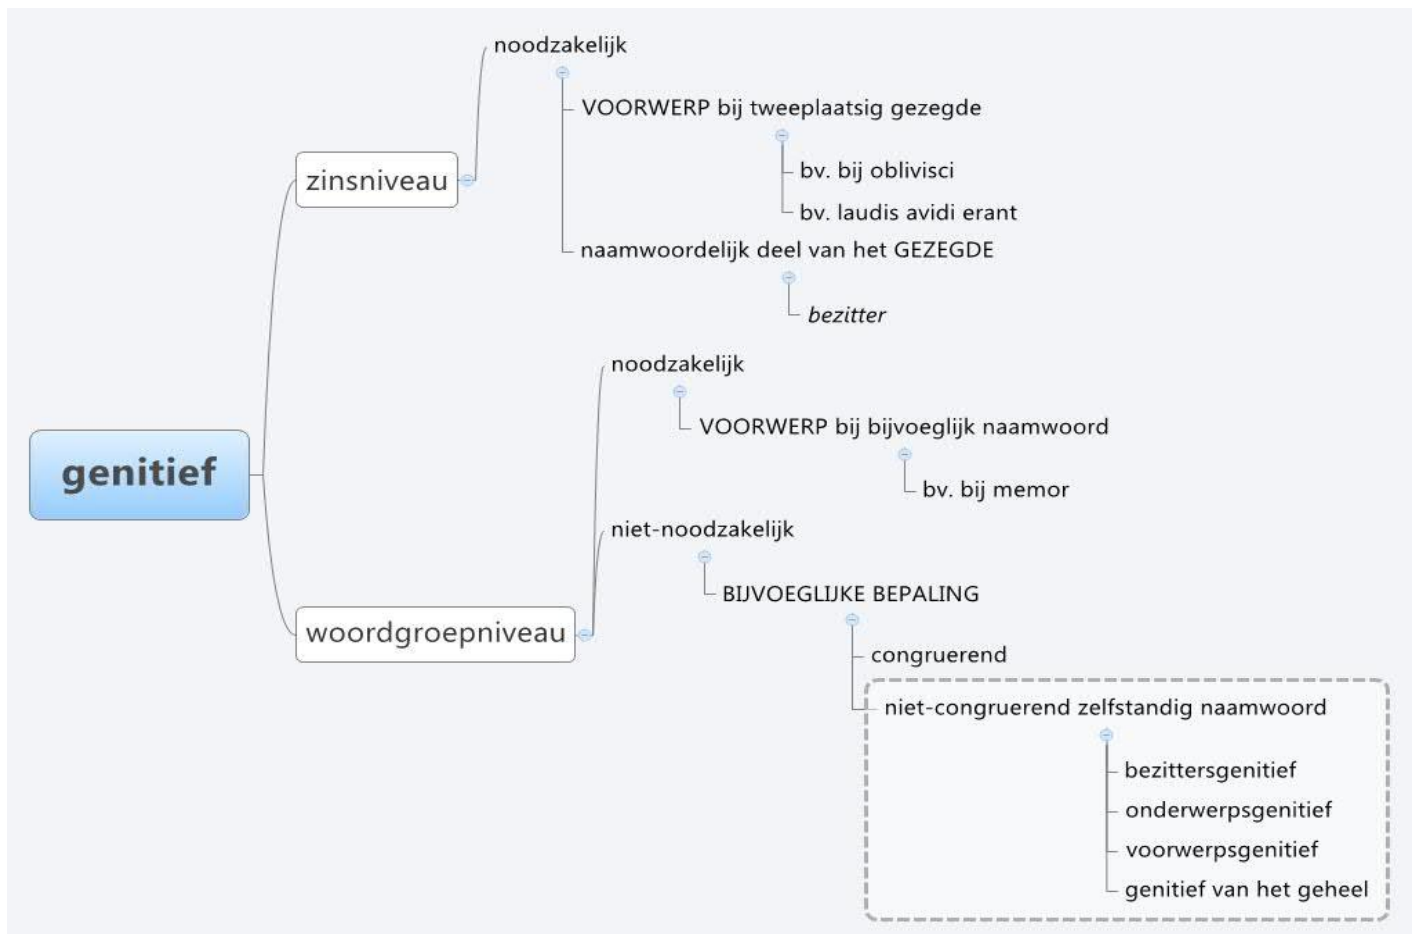 noodzakelijk
VOORWERP bij tweeplaatsig gezegde
bv. bij oblivisci
zinsniveau
bv. laudis avidi erant
naamwoordelijk deel van het GEZEGDE
bezitter
noodzakelijk
VOORWERP bij bijvoeglijk naamwoord
genitief
bv. bij memor
niet-noodzakelijk
BIJVOEGLIJKE BEPALING
woordgroepniveau
congruerend
niet-congruerend zelfstandig naamwoord
bezittersgenitief
onderwerpsgenitief
voorwerpsgenitief
genitief van het geheel